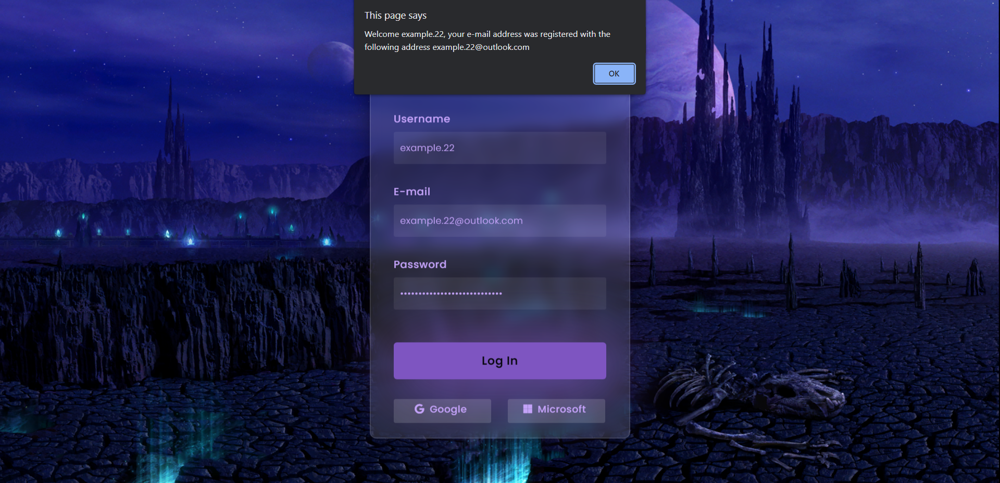 This page says
Welcome example.22, your e-mail address was registered with the
following address example.22@outlook.com
OK
Username
example.22
E-mail
example.22@outlook.com
Password
••••••••••••••••••••••••••••
Log In
Google
Microsoft